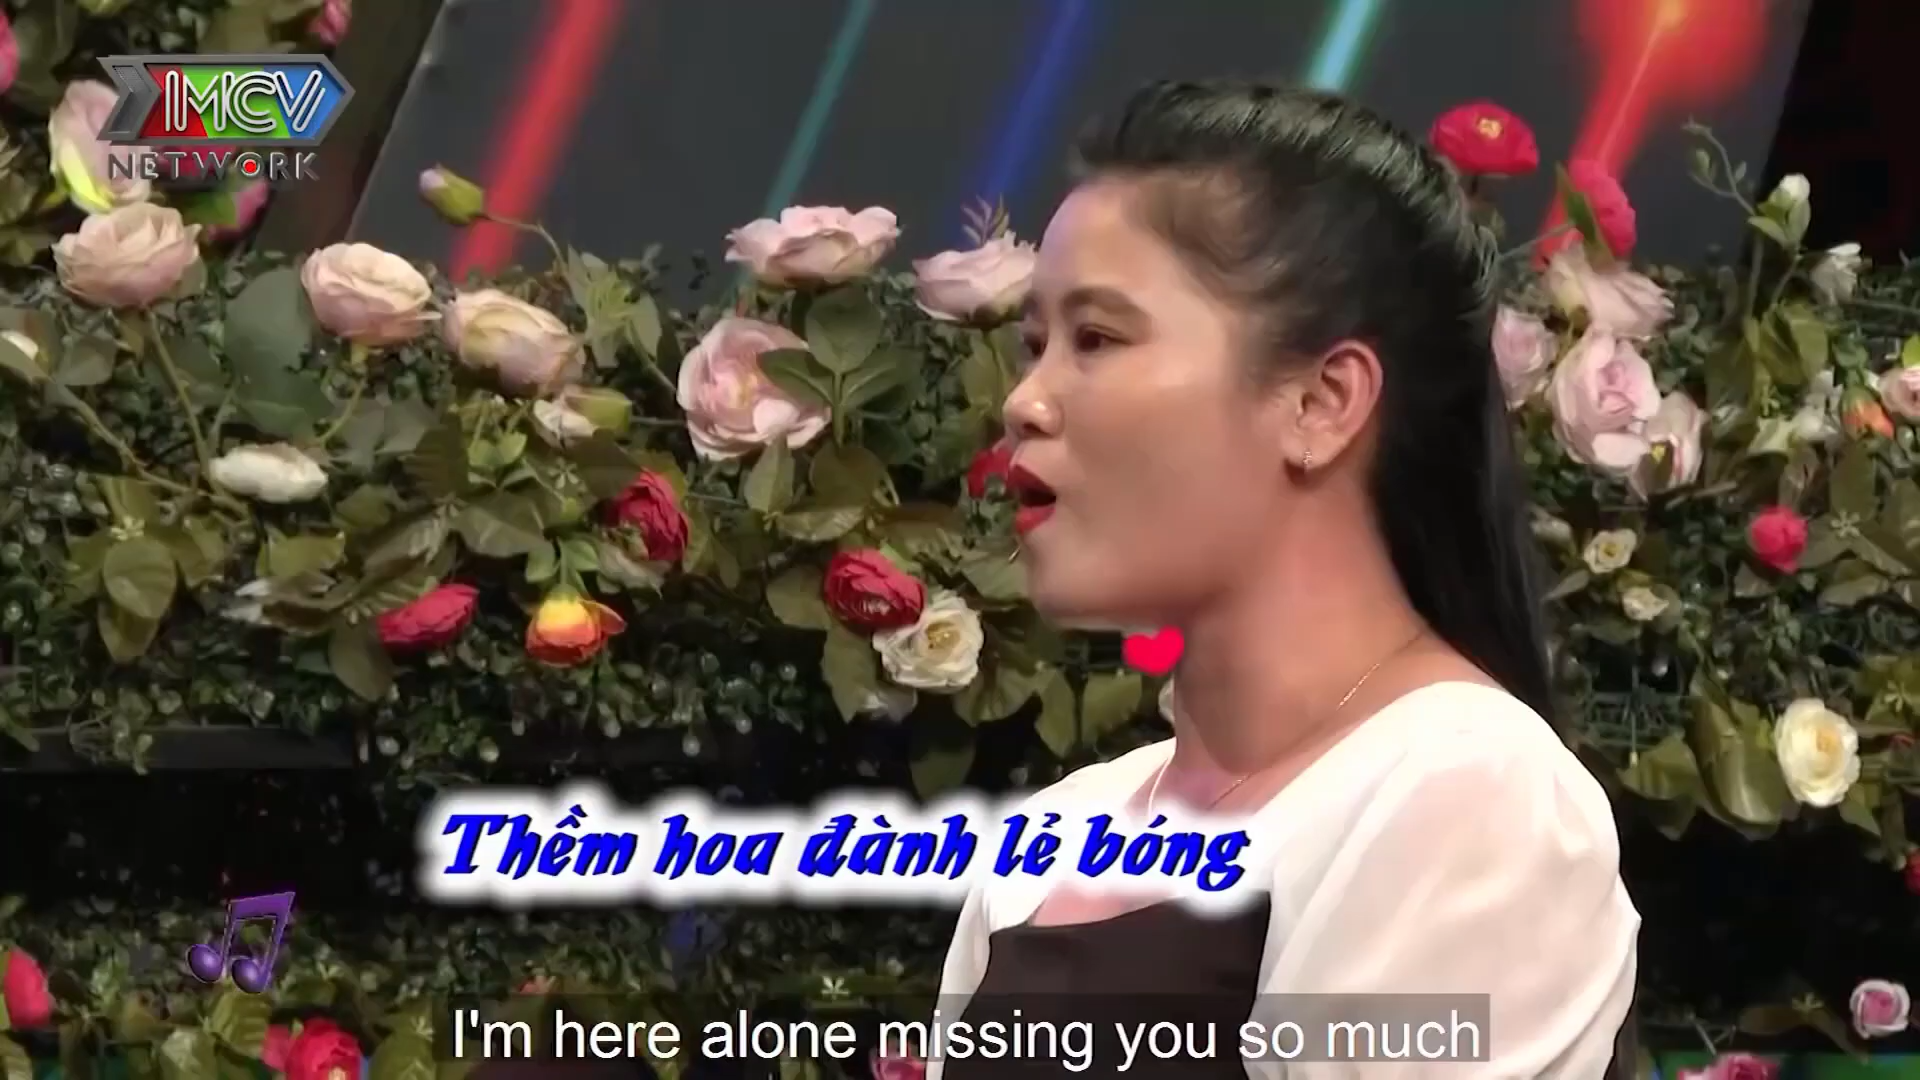 MCV
NETWORK
Thềm hoa đành lẻ bóng
I'm here alone missing you so much